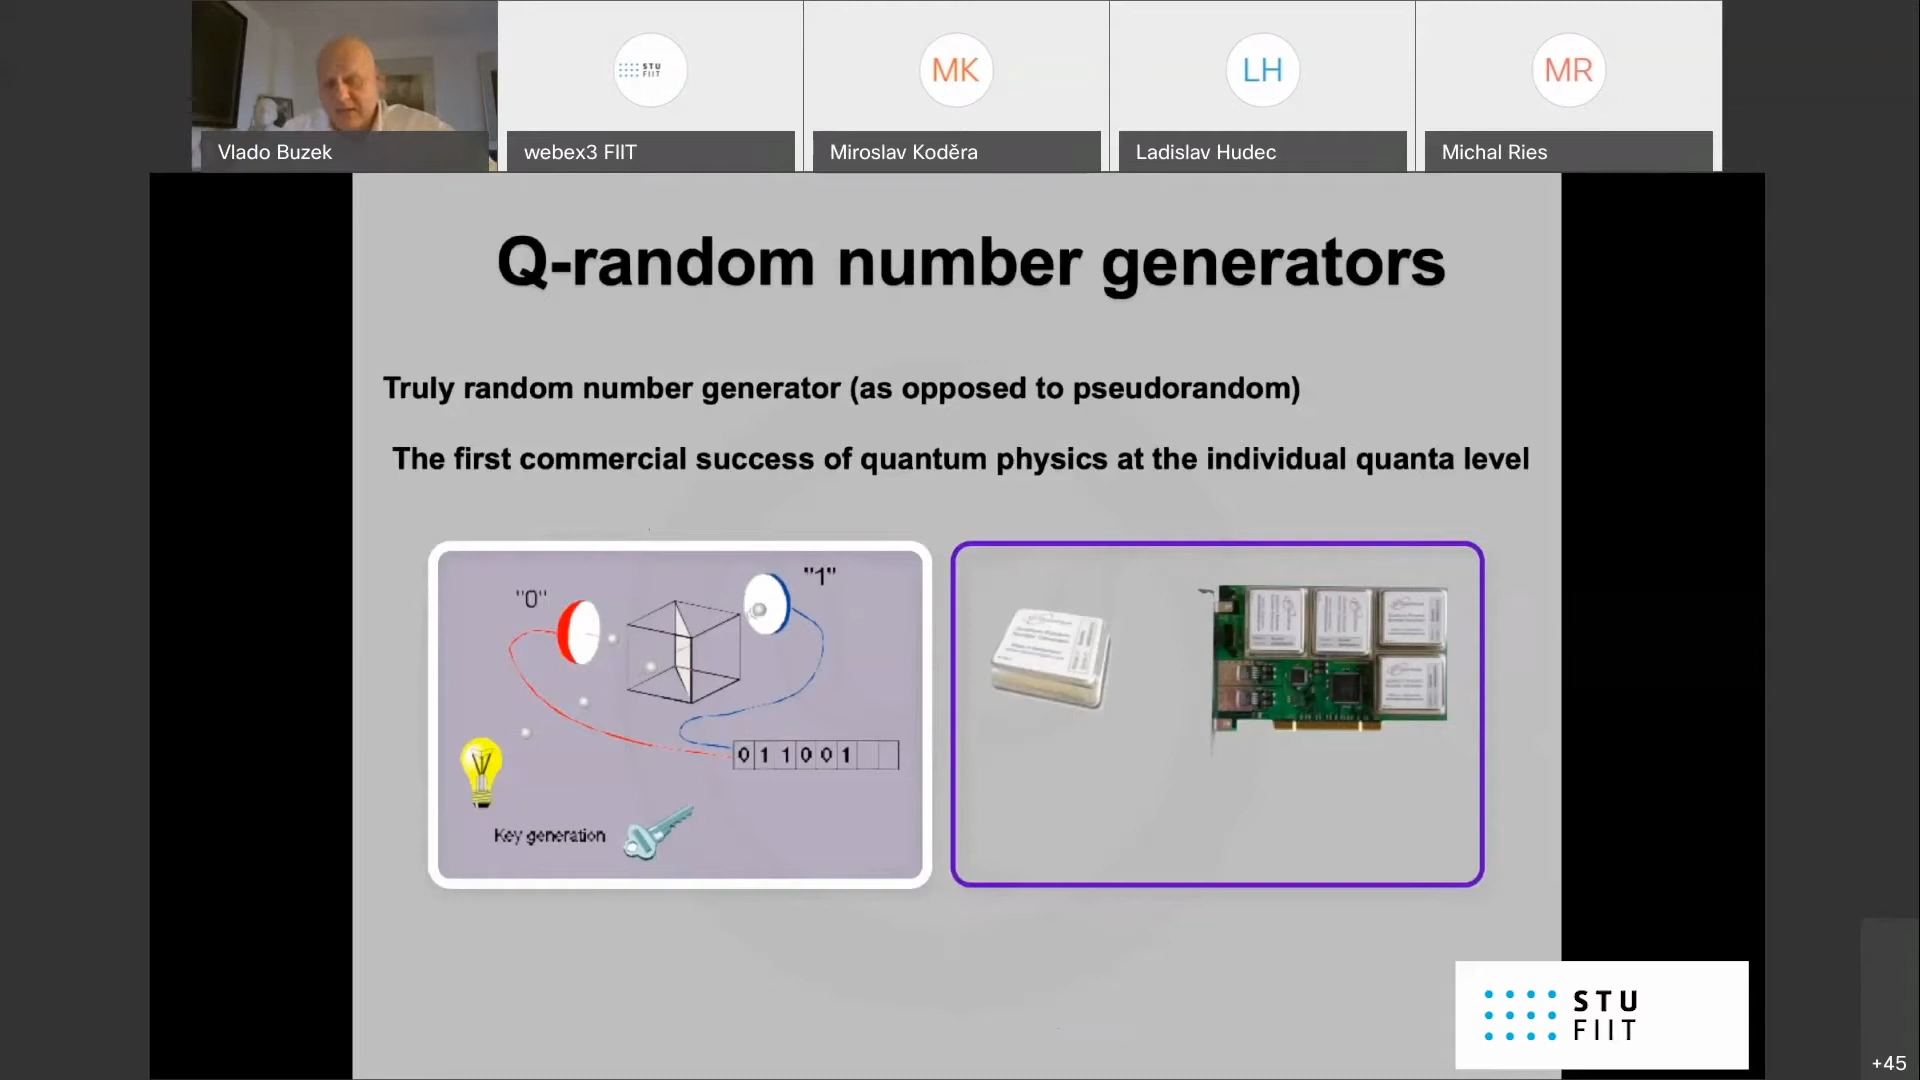 STU
FIIT
MK
LH
MR
Vlado Buzek
webex3 FIIT
Miroslav Koděra
Ladislav Hudec
Michal Ries
Q-random number generators
Truly random number generator (as opposed to pseudorandom)
The first commercial success of quantum physics at the individual quanta level
"0"
"1"
0 1 1 0 0 1
Key generation
STU
FIIT
+45